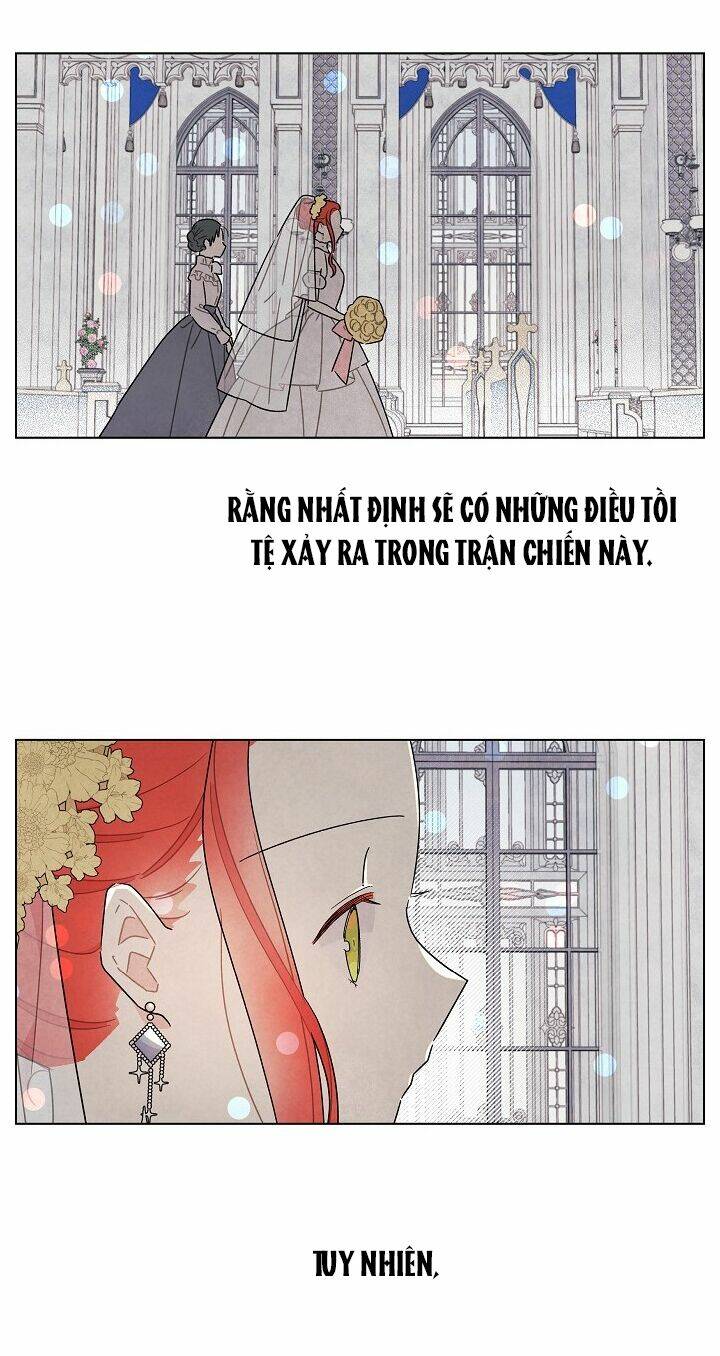 RẰNG NHẤT ĐỊNH SẼ CÓ NHỮNG ĐIỀU TỒI
TỆ XẢY RA TRONG TRẬN CHIẾN NÀY.
TUY NHIÊN,